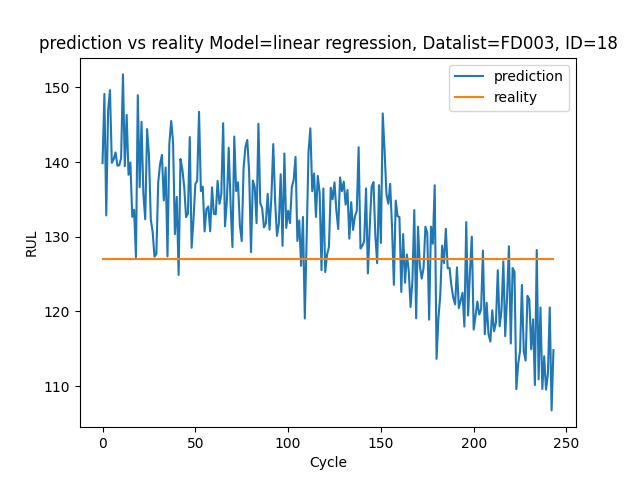 prediction vs reality Model=linear regression, Datalist=FD003, ID=18
prediction
reality
RUL
150
140
130
120
110
0
50
100
150
200
250
Cycle